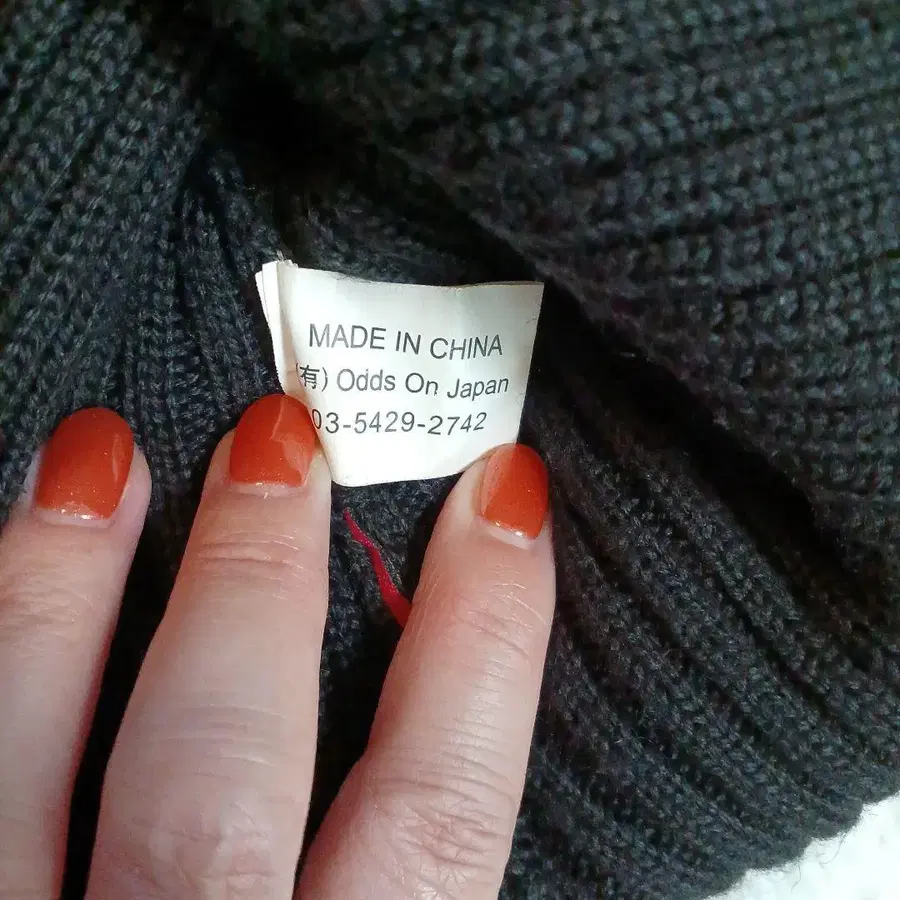 MADE IN CHINA
(有) Odds On Japan
03-5429-2742